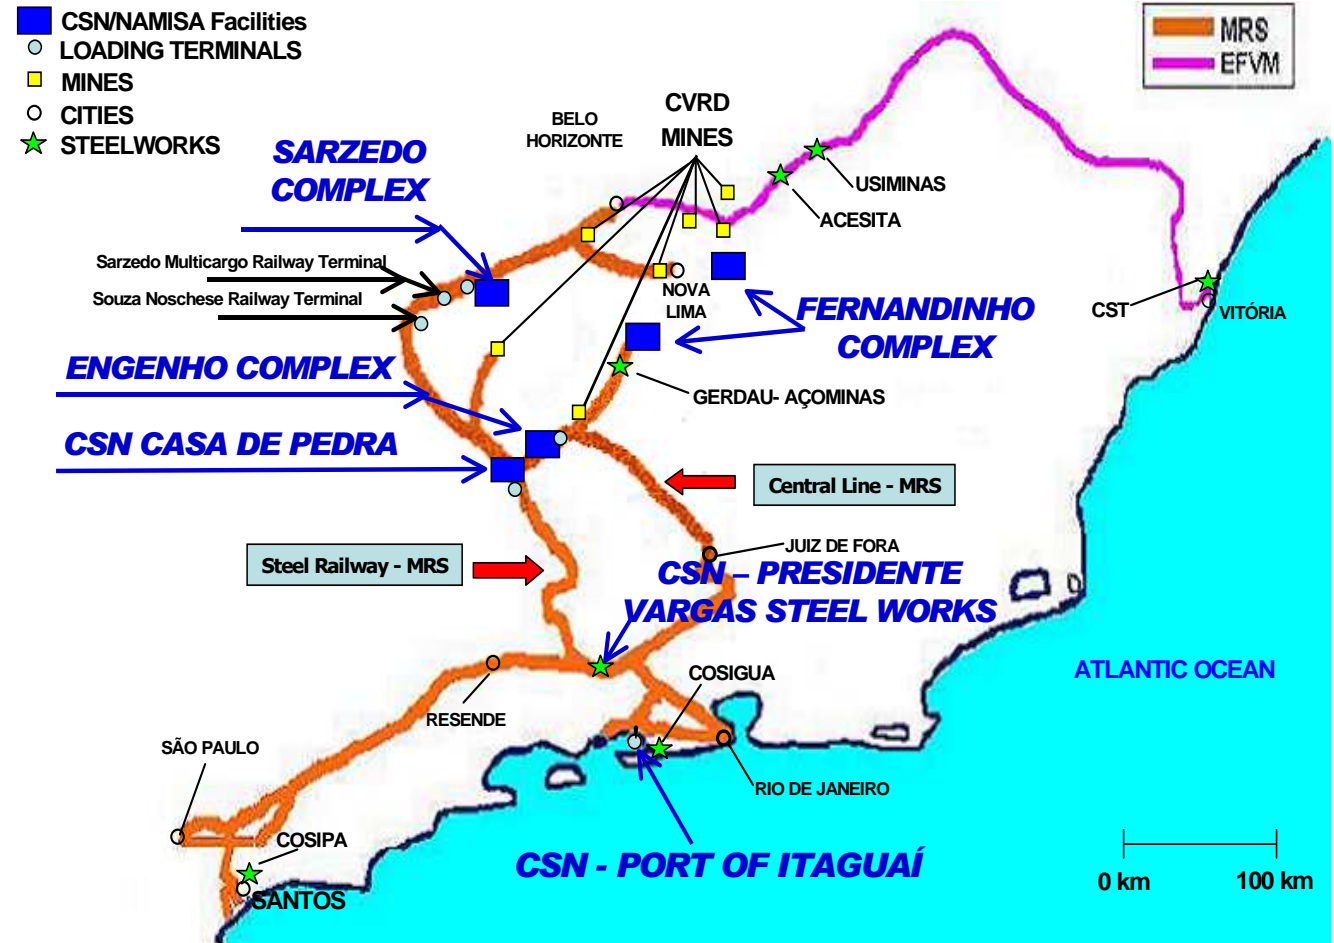 CSN/NAMISA Facilities
LOADING TERMINALS
MINES
CITIES
STEELWORKS
MRS
EFVM
BELO
HORIZONTE
CVRD
MINES
SARZEDO
COMPLEX
USIMINAS
ACESITA
Sarzedo Multicargo Railway Terminal
Souza Noschese Railway Terminal
NOVA
LIMA
FERNANDINHO
COMPLEX
CST
VITÓRIA
ENGENHO COMPLEX
GERDAU- AÇOMINAS
CSN CASA DE PEDRA
Central Line - MRS
JUIZ DE FORA
Steel Railway - MRS
CSN – PRESIDENTE
VARGAS STEEL WORKS
COSIGUA
ATLANTIC OCEAN
RESENDE
SÃO PAULO
RIO DE JANEIRO
COSIPA
CSN - PORT OF ITAGUAÍ
SANTOS
0 km
100 km